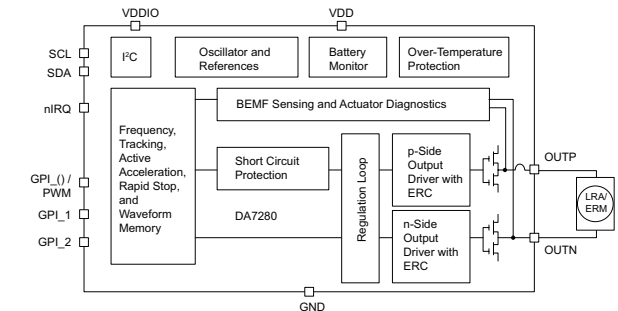 VDDIO
VDD
SCL
SDA
nIRQ
GPI_() /
PWM
GPI_1
GPI_2
I²C
Oscillator and
References
Battery
Monitor
Over-Temperature
Protection
BEMF Sensing and Actuator Diagnostics
Frequency,
Tracking,
Active
Acceleration,
Rapid Stop,
and
Waveform
Memory
Short Circuit
Protection
DA7280
Regulation Loop
p-Side
Output
Driver with
ERC
n-Side
Output
Driver with
ERC
OUTP
LRA/
ERM
OUTN
GND